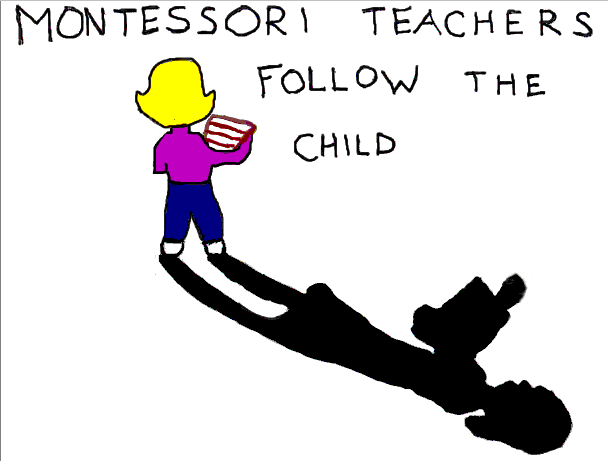 MONTESSORI TEACHERS
FOLLOW THE
CHILD